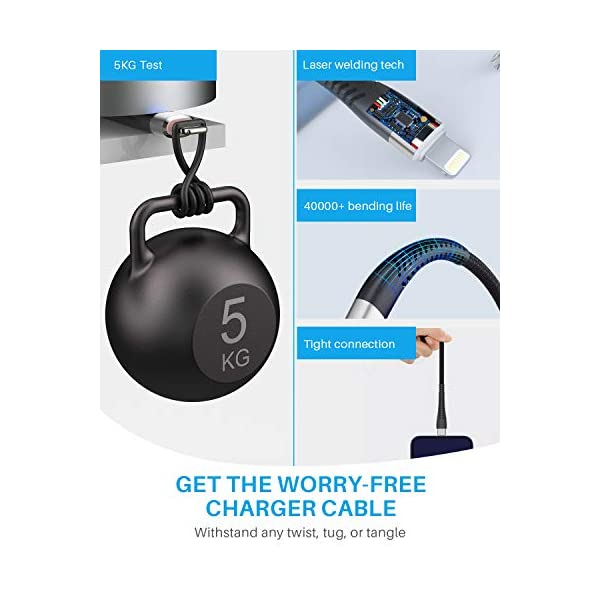 5KG Test
Laser welding tech
40000+ bending life
Tight connection
5
KG
GET THE WORRY-FREE
CHARGER CABLE
Withstand any twist, tug, or tangle